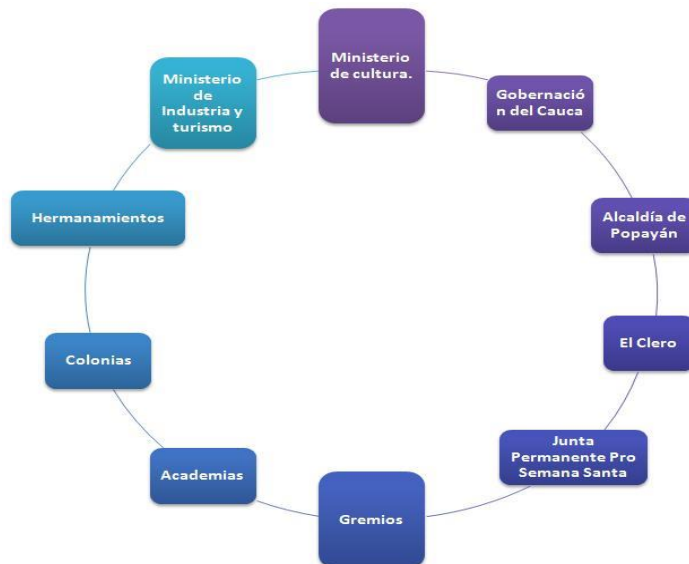 Ministerio
de cultura.
Gobernació
n del Cauca
Alcaldía de
Popayán
El Clero
Junta
Permanente Pro
Semana Santa
Gremios
Academias
Colonias
Hermanamientos
Ministerio
de
Industria y
turismo